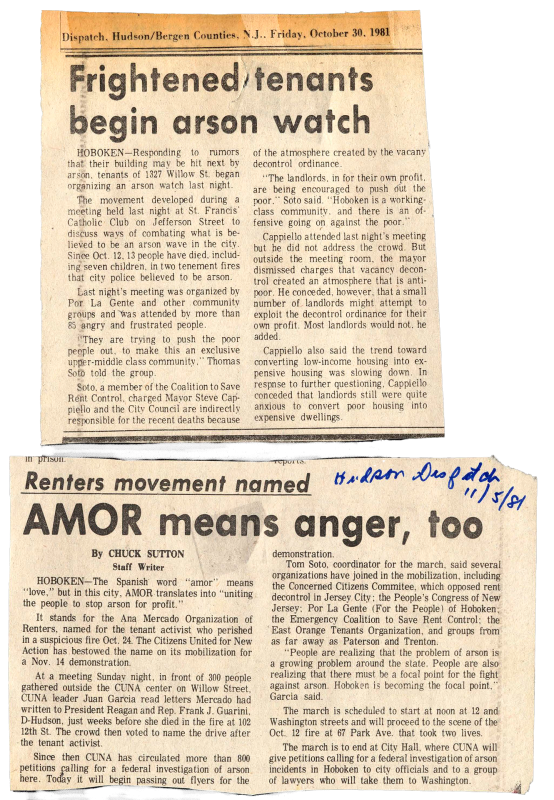 Dispatch, Hudson/Bergen Counties, N.J., Friday, October 30, 1981
Frightened tenants
begin arson watch
HOBOKEN—Responding to rumors
that their building may be hit next by
arson, tenants of 1327 Willow St. began
organizing an arson watch last night.
The movement developed during a
meeting held last night at St. Francis'
Catholic Club on Jefferson Street to
discuss ways of combating what is be-
lieved to be an arson wave in the city.
Since Oct. 12, 13 people have died, includ-
ing seven children, in two tenement fires
that city police believed to be arson.
Last night's meeting was organized by
Por La Gente and other community
groups and was attended by more than
85 angry and frustrated people.
"They are trying to push the poor
people out, to make this an exclusive
upper-middle class community," Thomas
Soto told the group.
Soto, a member of the Coalition to Save
Rent Control, charged Mayor Steve Cap-
piello and the City Council are indirectly
responsible for the recent deaths because
of the atmosphere created by the vacany
decontrol ordinance.
"The landlords, in for their own profit,
are being encouraged to push out the
poor," Soto said. "Hoboken is a working-
class community, and there is an of-
fensive going on against the poor."
Cappiello attended last night's meeting
but he did not address the crowd. But
outside the meeting room, the mayor
dismissed charges that vacancy decon-
trol created an atmosphere that is anti-
poor. He conceded, however, that a small
number of landlords might attempt to
exploit the decontrol ordinance for their
own profit. Most landlords would not, he
added.
Cappiello also said the trend toward
converting low-income housing into ex-
pensive housing was slowing down. In
respnse to further questioning, Cappiello
conceded that landlords still were quite
anxious to convert poor housing into
expensive dwellings.
in prison.
reports.
Renters movement named
Hudson Dispatch
11/5/81
AMOR means anger, too
By CHUCK SUTTON
Staff Writer
HOBOKEN—The Spanish word "amor" means
"love," but in this city, AMOR translates into "uniting
the people to stop arson for profit."
It stands for the Ana Mercado Organization of
Renters, named for the tenant activist who perished
in a suspicious fire Oct. 24. The Citizens United for New
Action has bestowed the name on its mobilization for
a Nov. 14 demonstration.
At a meeting Sunday night, in front of 300 people
gathered outside the CUNA center on Willow Street,
CUNA leader Juan Garcia read letters Mercado had
written to President Reagan and Rep. Frank J. Guarini,
D-Hudson, just weeks before she died in the fire at 102
12th St. The crowd then voted to name the drive after
the tenant activist.
Since then CUNA has circulated more than 800
petitions calling for a federal investigation of arson
here. Today it will begin passing out flyers for the
demonstration.
Tom Soto, coordinator for the march, said several
organizations have joined in the mobilization, including
the Concerned Citizens Committee, which opposed rent
decontrol in Jersey City; the People's Congress of New
Jersey; Por La Gente (For the People) of Hoboken;
the Emergency Coalition to Save Rent Control; the
East Orange Tenants Organization, and groups from
as far away as Paterson and Trenton.
"People are realizing that the problem of arson is
a growing problem around the state. People are also
realizing that there must be a focal point for the fight
against arson. Hoboken is becoming the focal point,"
Garcia said.
The march is scheduled to start at noon at 12 and
Washington streets and will proceed to the scene of the
Oct. 12 fire at 67 Park Ave. that took two lives.
The march is to end at City Hall, where CUNA will
give petitions calling for a federal investigation of arson
incidents in Hoboken to city officials and to a group
of lawyers who will take them to Washington.